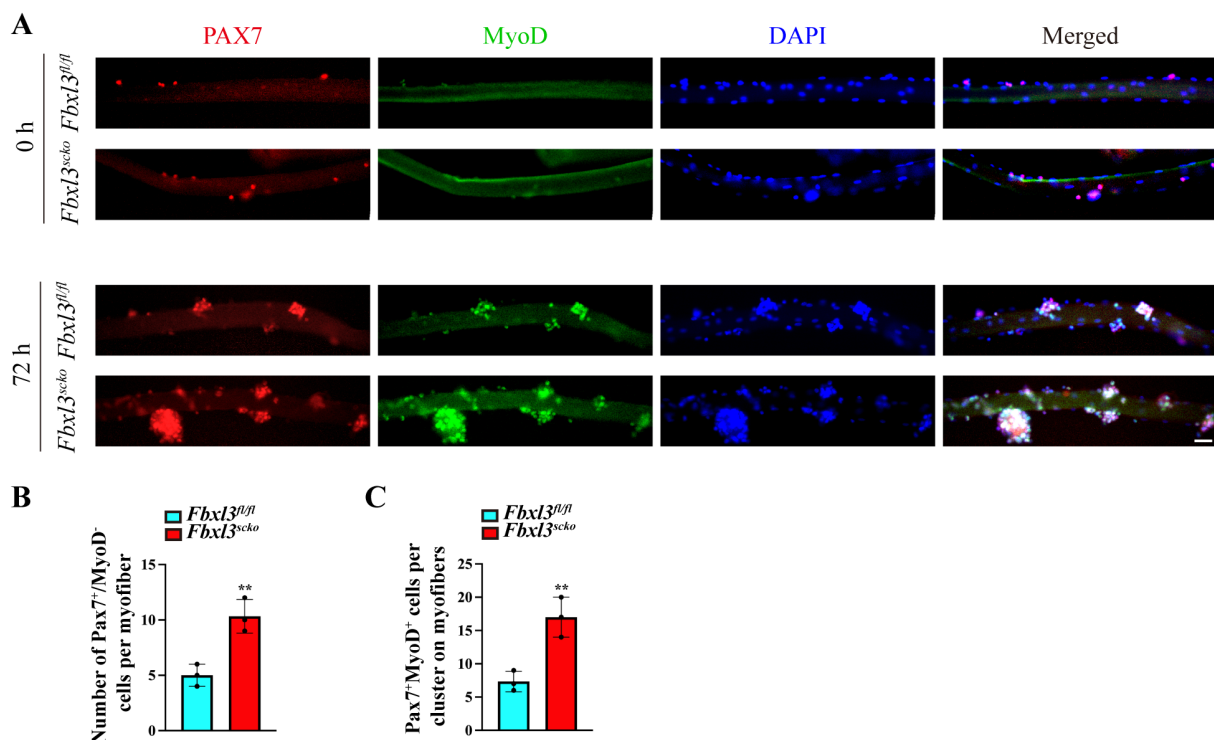 A
PAX7 MyoD DAPI Merged
0 h
Fbxl3fl/fl
Fbxl3scko
72 h
Fbxl3fl/fl
Fbxl3scko
B
Fbxl3fl/fl
Fbxl3scko
Number of Pax7+/MyoD-
cells per myofiber
15
**
10
5
0
C
Fbxl3fl/fl
Fbxl3scko
Pax7+MyoD+ cells per
cluster on myofibers
25
20
**
15
10
5
0